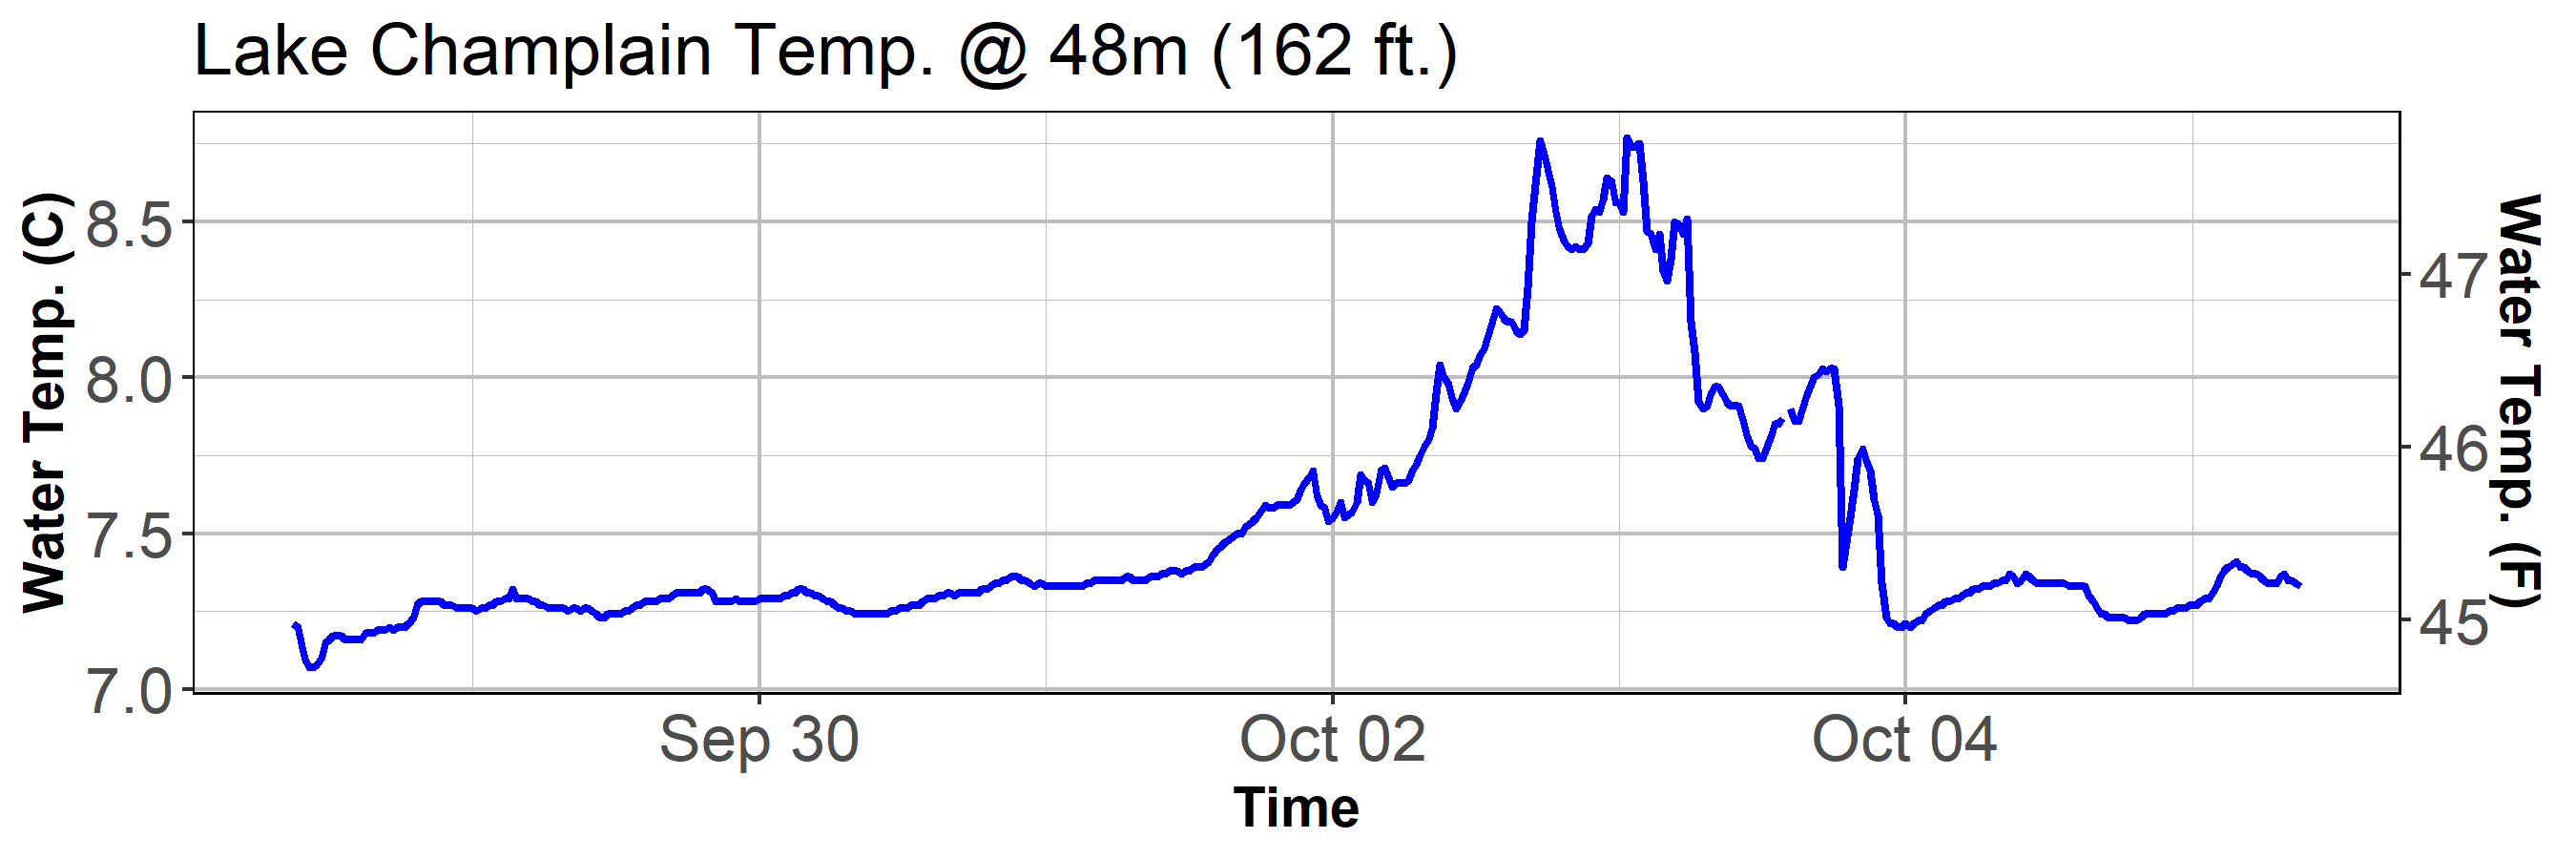 Lake Champlain Temp. @ 48m (162 ft.)
Water Temp. (C)
8.5
8.0
7.5
7.0
47
46
45
Water Temp. (F)
Sep 30
Oct 02
Oct 04
Time